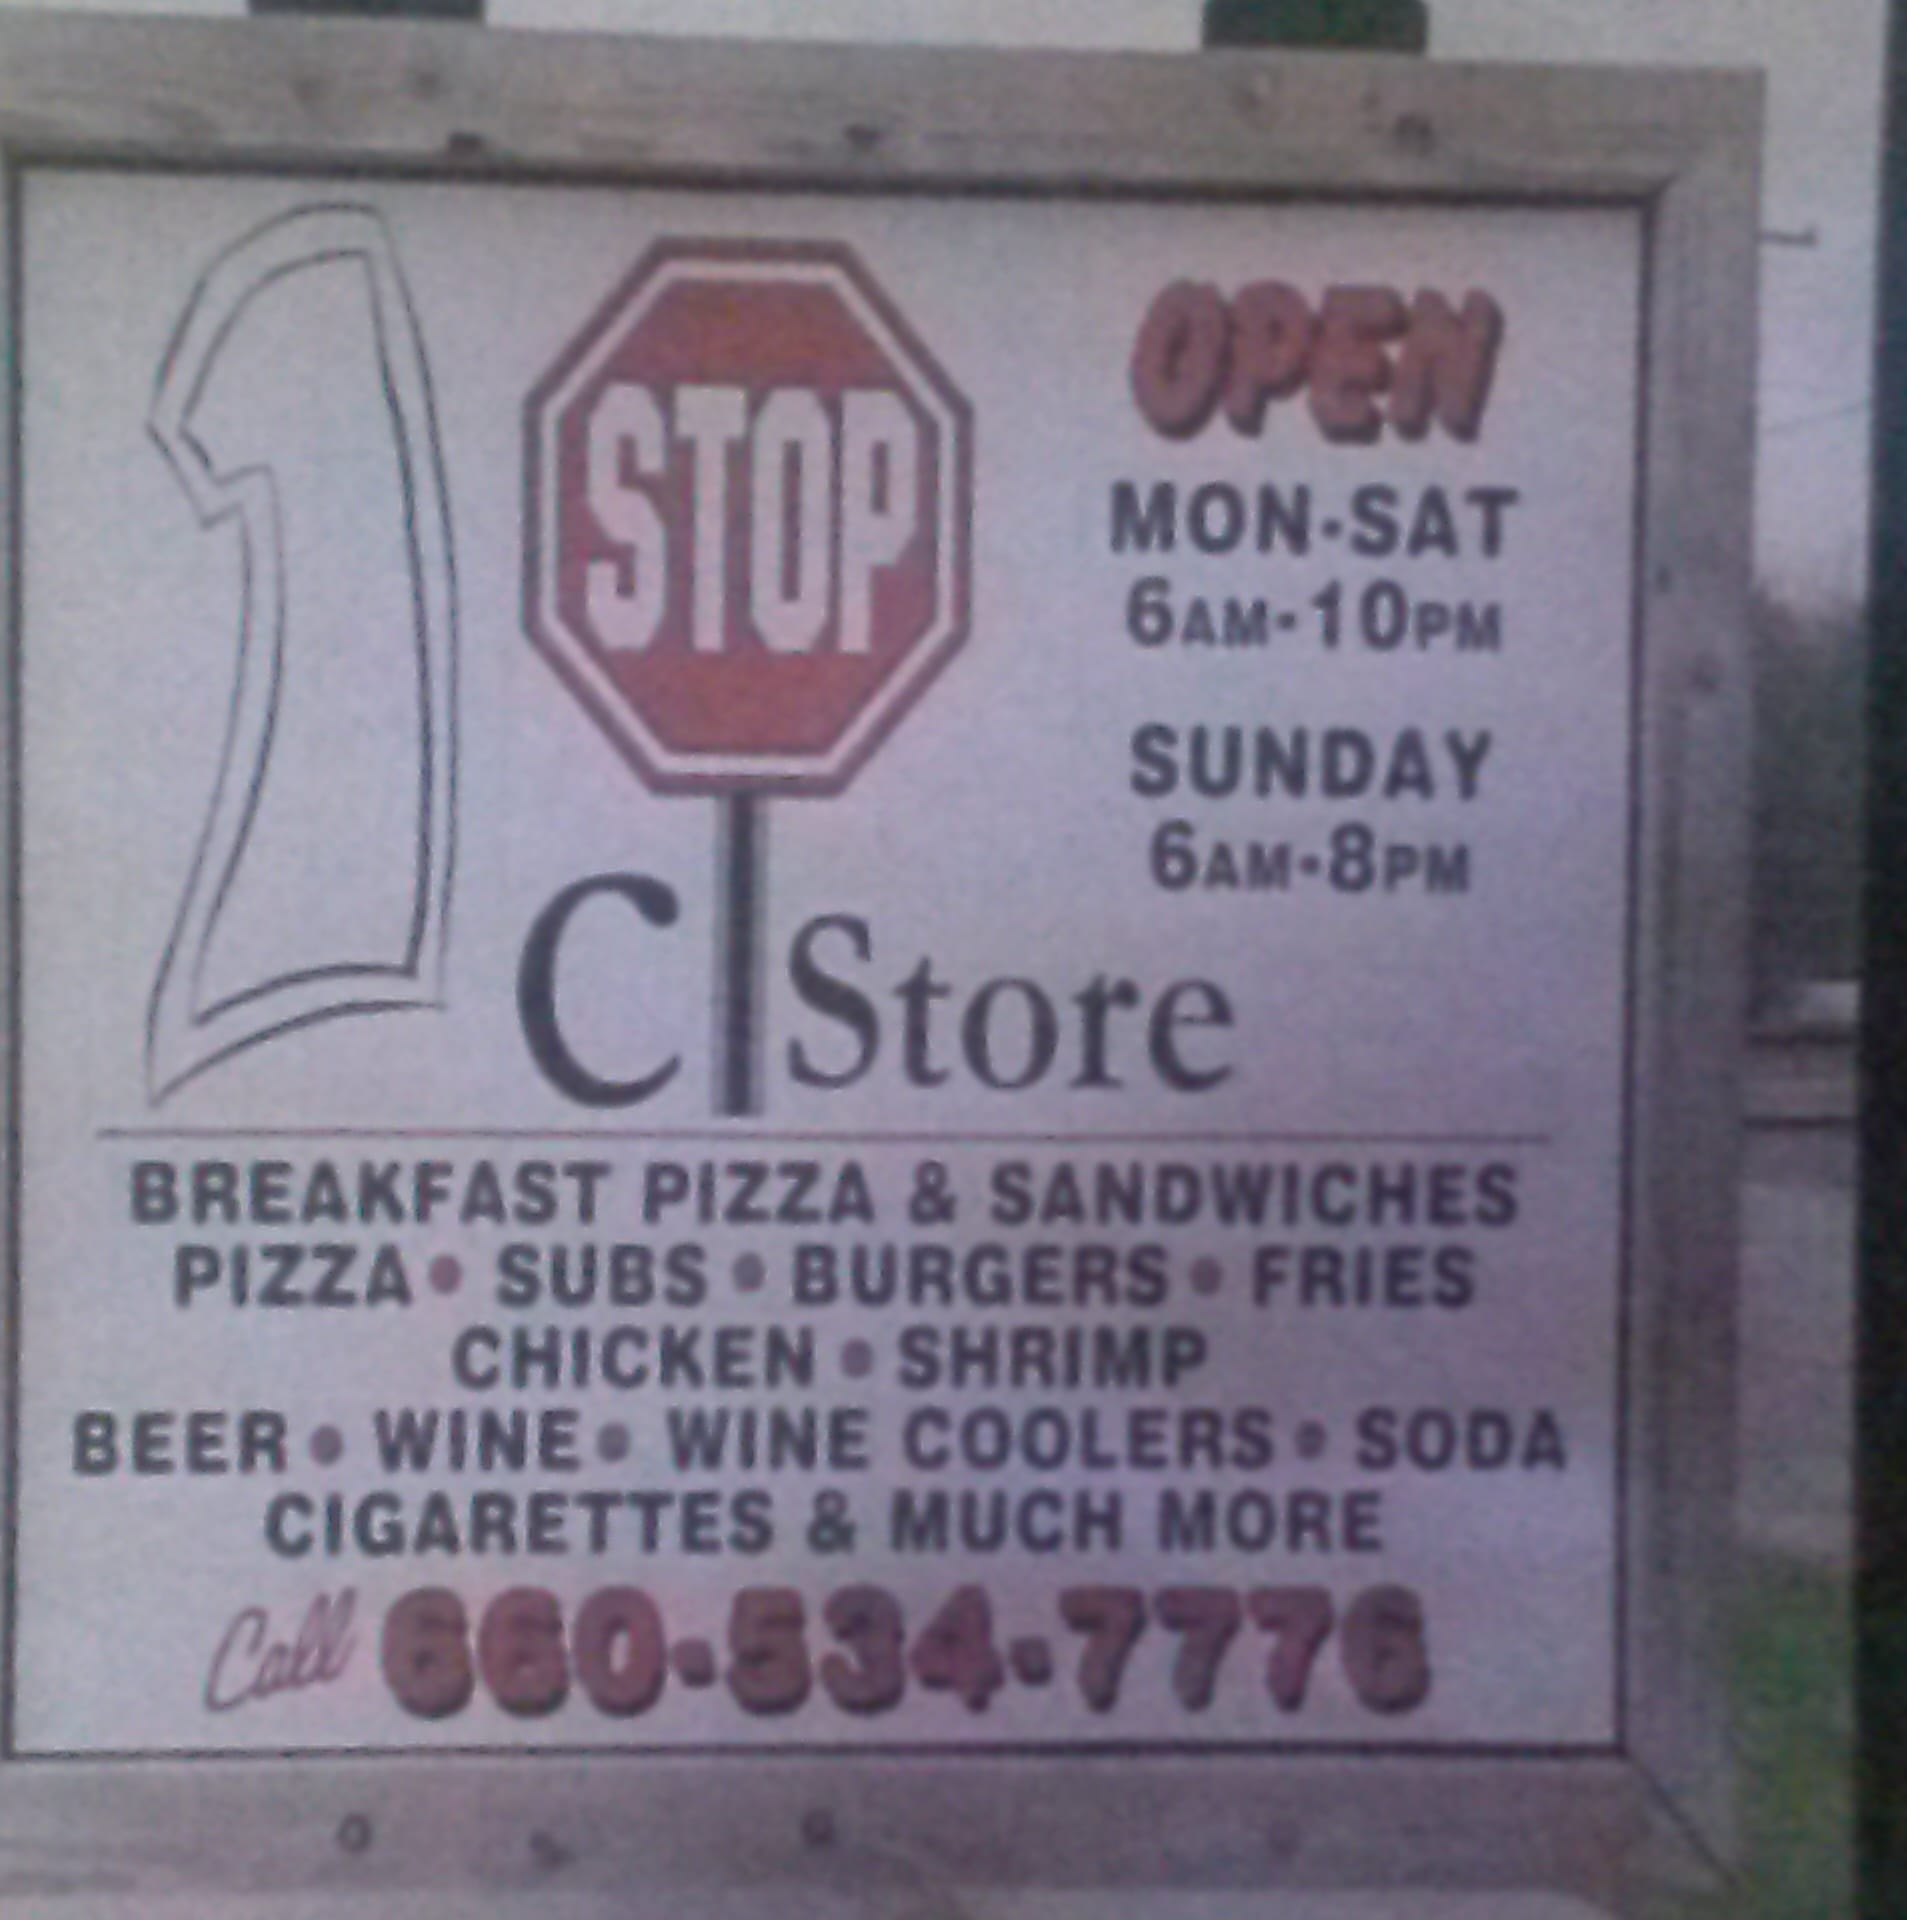 1 STOP
C Store
OPEN
MON-SAT
6AM-10PM
SUNDAY
6AM-8PM
BREAKFAST PIZZA & SANDWICHES
PIZZA • SUBS • BURGERS • FRIES
CHICKEN • SHRIMP
BEER • WINE • WINE COOLERS • SODA
CIGARETTES & MUCH MORE
Call 660-534-7776